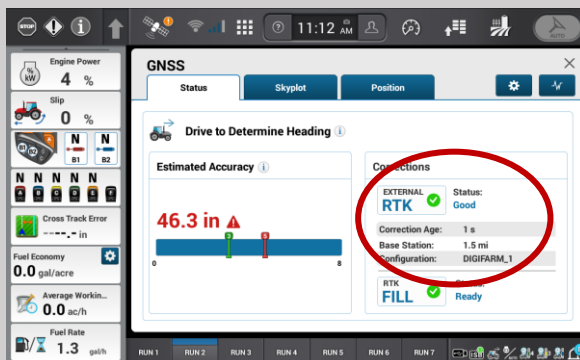 STOP
11:12 AM
AUTO
Engine Power
% kW
4 %
Slip
0 %
N N
B1 B2
B1 B2
N N N N N
A B C D E F
Cross Track Error
----.- in
Fuel Economy
0.0 gal/acre
Average Workin...
0.0 ac/h
Fuel Rate
1.3 gal/h
GNSS
Status Skyplot Position
Drive to Determine Heading
Estimated Accuracy
46.3 in
3 5
0 8
Corrections
EXTERNAL Status:
RTK Good
Correction Age: 1 s
Base Station: 1.5 mi
Configuration: DIGIFARM_1
RTK Status:
FILL Ready
RUN 1 RUN 2 RUN 3 RUN 4 RUN 5 RUN 6 RUN 7